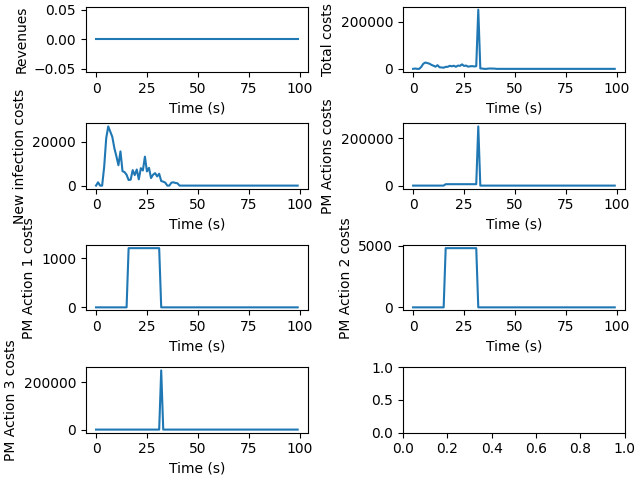 Revenues
0.05
0.00
−0.05
0 25 50 75 100
Time (s)
Total costs
200000
0
0 25 50 75 100
Time (s)
New infection costs
20000
0
0 25 50 75 100
Time (s)
PM Actions costs
200000
0
0 25 50 75 100
Time (s)
PM Action 1 costs
1000
0
0 25 50 75 100
Time (s)
PM Action 2 costs
5000
0
0 25 50 75 100
Time (s)
PM Action 3 costs
200000
0
0 25 50 75 100
Time (s)
1.0
0.5
0.0
0.0 0.2 0.4 0.6 0.8 1.0